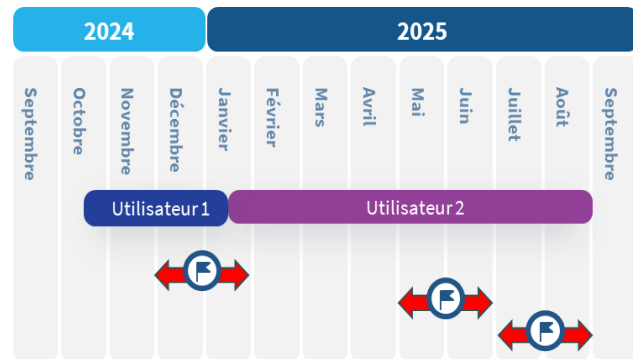 2024
2025
Septembre
Octobre
Novembre
Décembre
Janvier
Février
Mars
Avril
Mai
Juin
Juillet
Août
Septembre
Utilisateur 1
Utilisateur 2